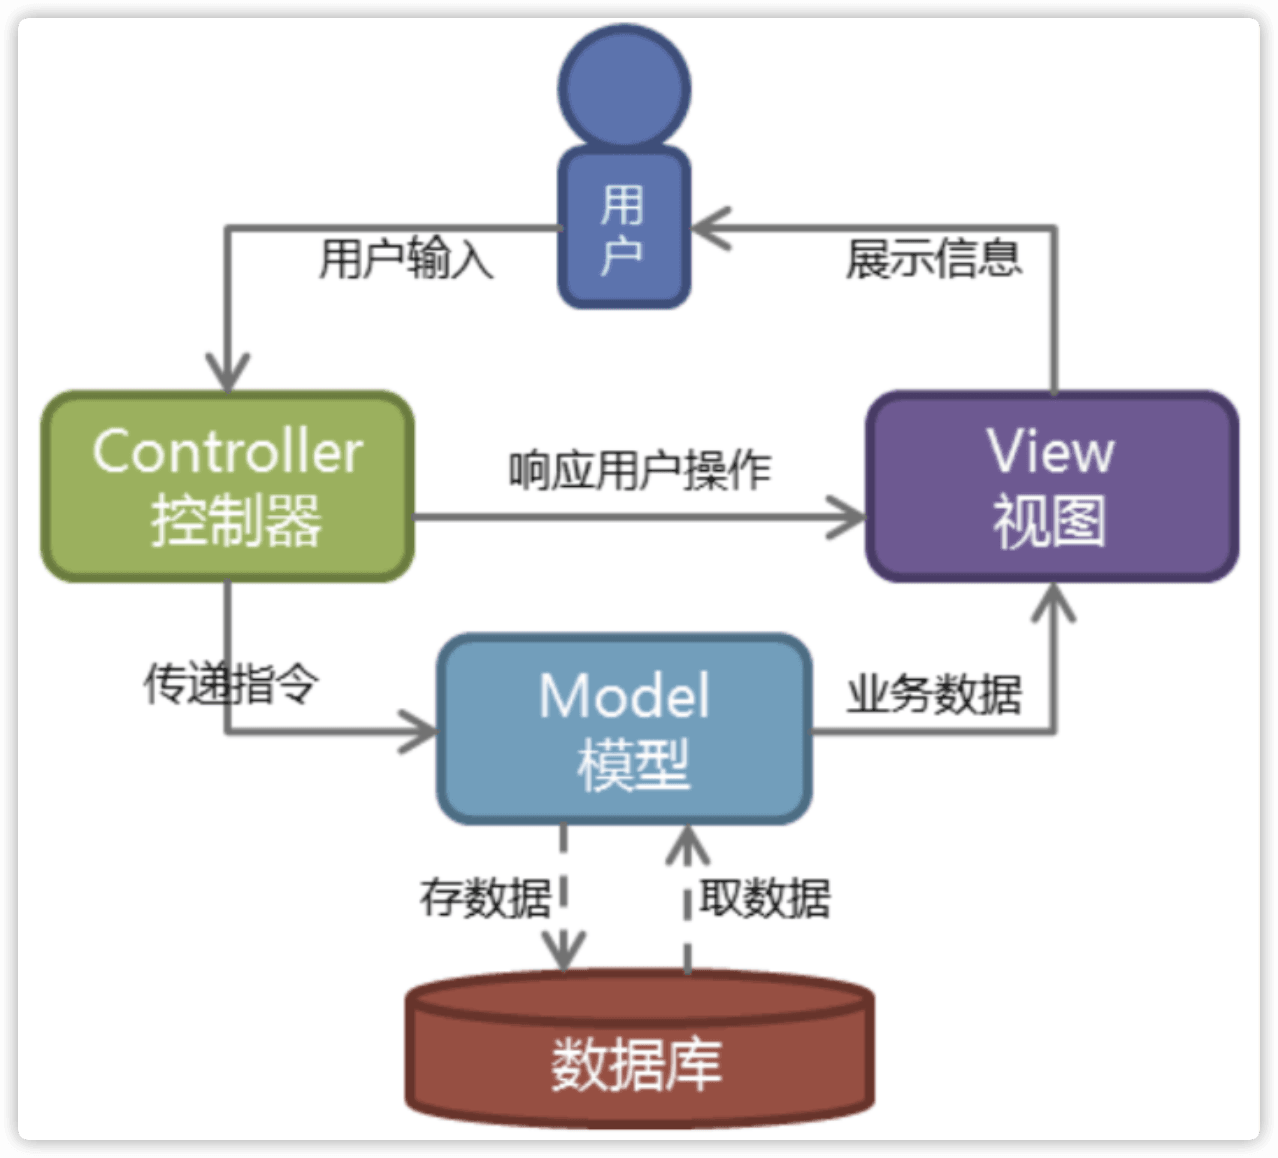 用
户
用户输入
展示信息
Controller
控制器
响应用户操作
View
视图
传递指令
Model
模型
业务数据
存数据
取数据
数据库